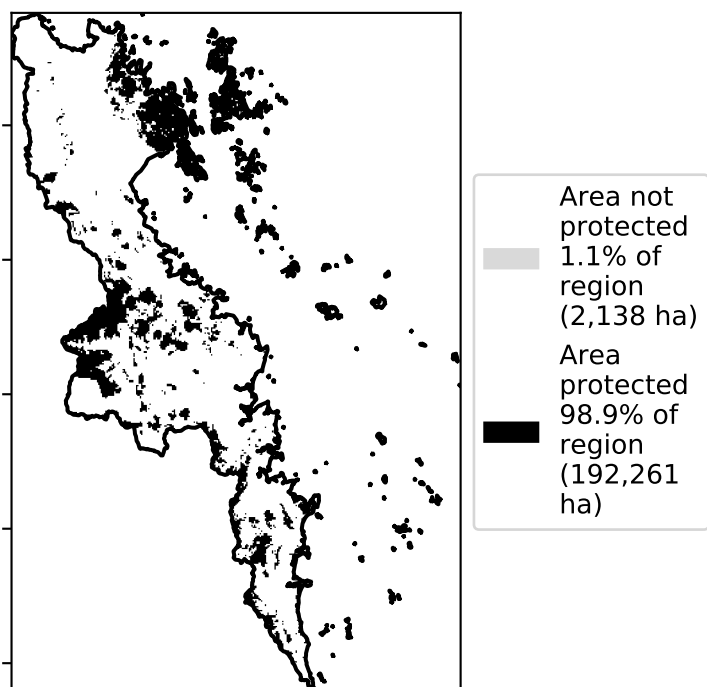 Area not
protected
1.1% of
region
(2,138 ha)
Area
protected
98.9% of
region
(192,261
ha)